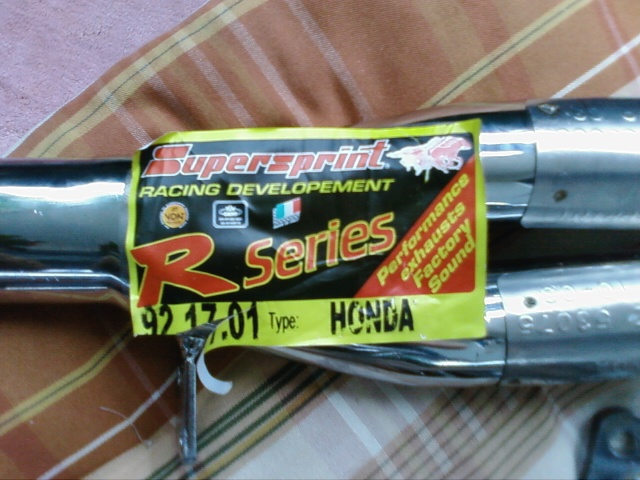 Supersprint
RACING DEVELOPEMENT
R Series
Performance
exhausts
Factory
Sound
92.17.01 Type: HONDA